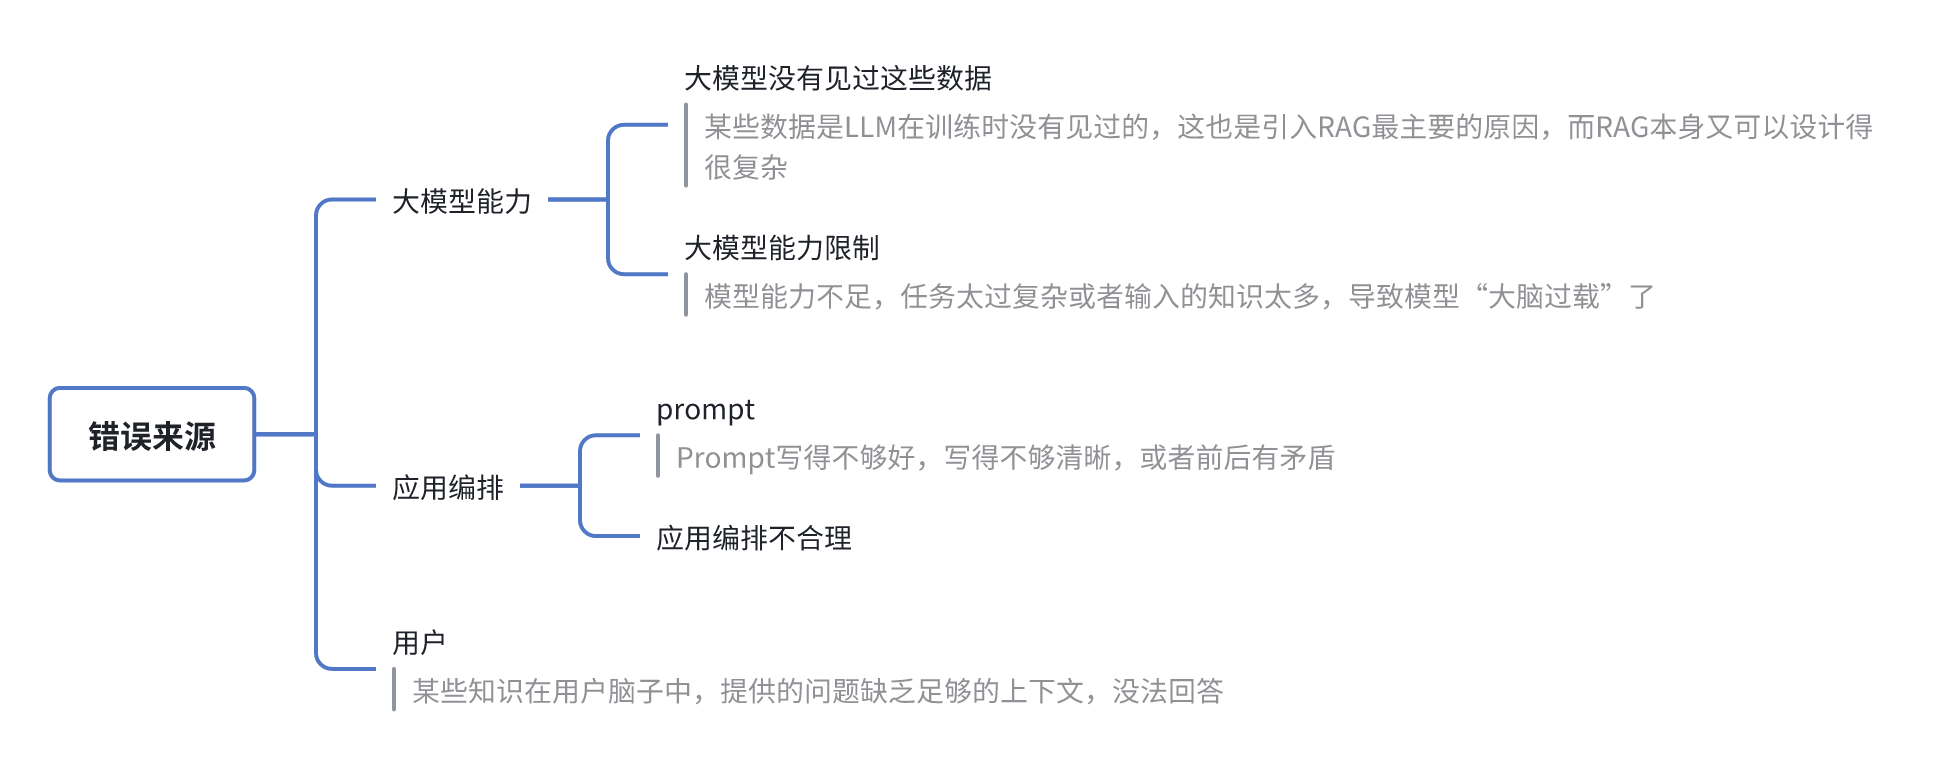 大模型没有见过这些数据
某些数据是LLM在训练时没有见过的，这也是引入RAG最主要的原因，而RAG本身又可以设计得
很复杂
大模型能力
大模型能力限制
模型能力不足，任务太过复杂或者输入的知识太多，导致模型“大脑过载”了
错误来源
prompt
Prompt写得不够好，写得不够清晰，或者前后有矛盾
应用编排
应用编排不合理
用户
某些知识在用户脑子中，提供的问题缺乏足够的上下文，没法回答